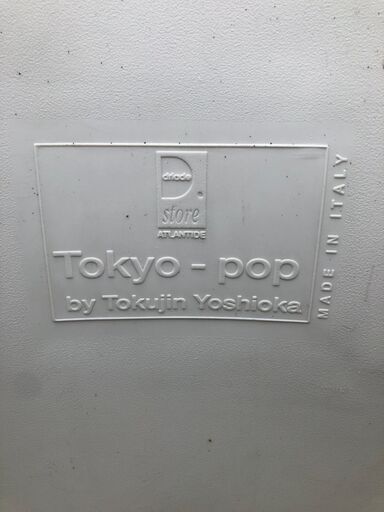 D.
driade
store
ATLANTIDE
Tokyo - pop
by Tokujin Yoshioka
MADE IN ITALY